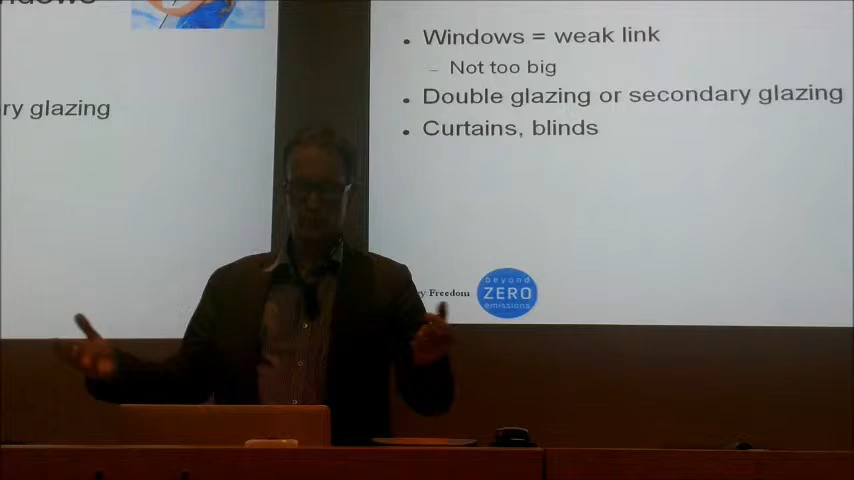 ry glazing
• Windows = weak link
– Not too big
• Double glazing or secondary glazing
• Curtains, blinds
Freedom
beyond
ZERO
emissions